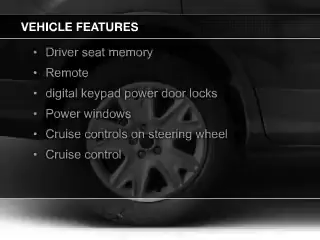 VEHICLE FEATURES
• Driver seat memory
• Remote
• digital keypad power door locks
• Power windows
• Cruise controls on steering wheel
• Cruise control